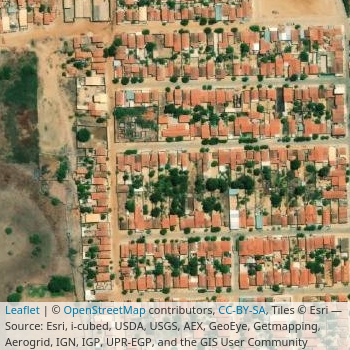 Leaflet | © OpenStreetMap contributors, CC-BY-SA, Tiles © Esri —
Source: Esri, i-cubed, USDA, USGS, AEX, GeoEye, Getmapping,
Aerogrid, IGN, IGP, UPR-EGP, and the GIS User Community